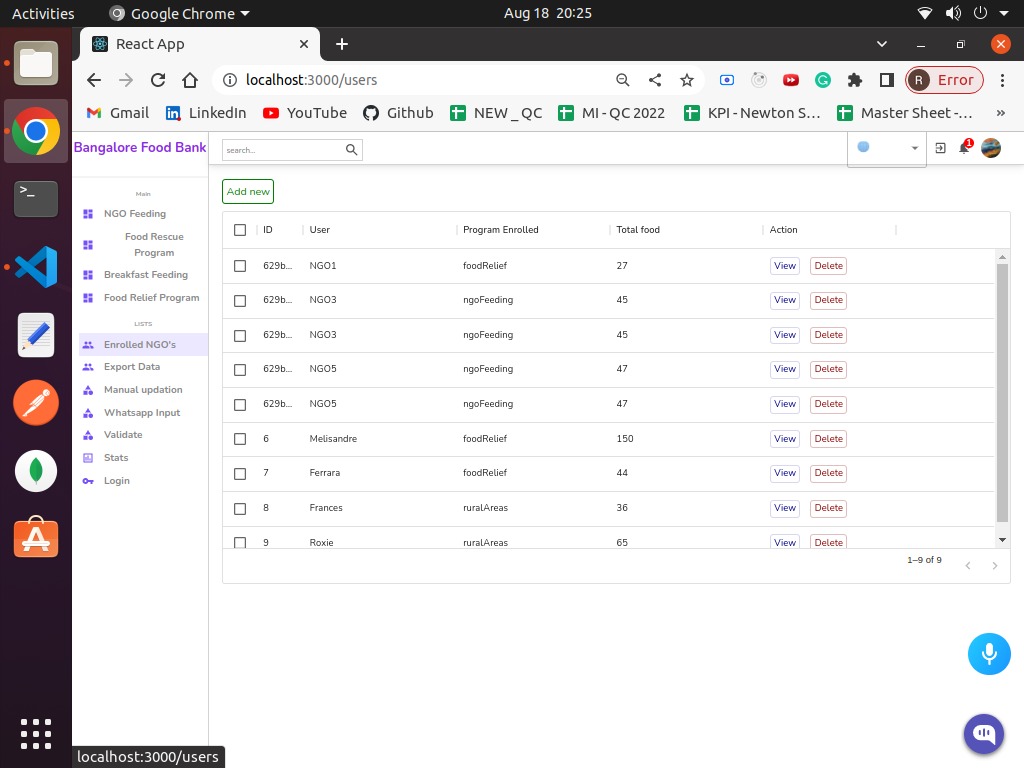 Activities Google Chrome Aug 18 20:25
React App
localhost:3000/users R Error
Gmail LinkedIn YouTube Github NEW _ QC MI - QC 2022 KPI - Newton S... Master Sheet -... »
Bangalore Food Bank
search... 1
Main
NGO Feeding
Food Rescue
Program
Breakfast Feeding
Food Relief Program
LISTS
Enrolled NGO's
Export Data
Manual updation
Whatsapp Input
Validate
Stats
Login
Add new
ID User Program Enrolled Total food Action
629b... NGO1 foodRelief 27 View Delete
629b... NGO3 ngoFeeding 45 View Delete
629b... NGO3 ngoFeeding 45 View Delete
629b... NGO5 ngoFeeding 47 View Delete
629b... NGO5 ngoFeeding 47 View Delete
6 Melisandre foodRelief 150 View Delete
7 Ferrara foodRelief 44 View Delete
8 Frances ruralAreas 36 View Delete
9 Roxie ruralAreas 65 View Delete
1–9 of 9
localhost:3000/users